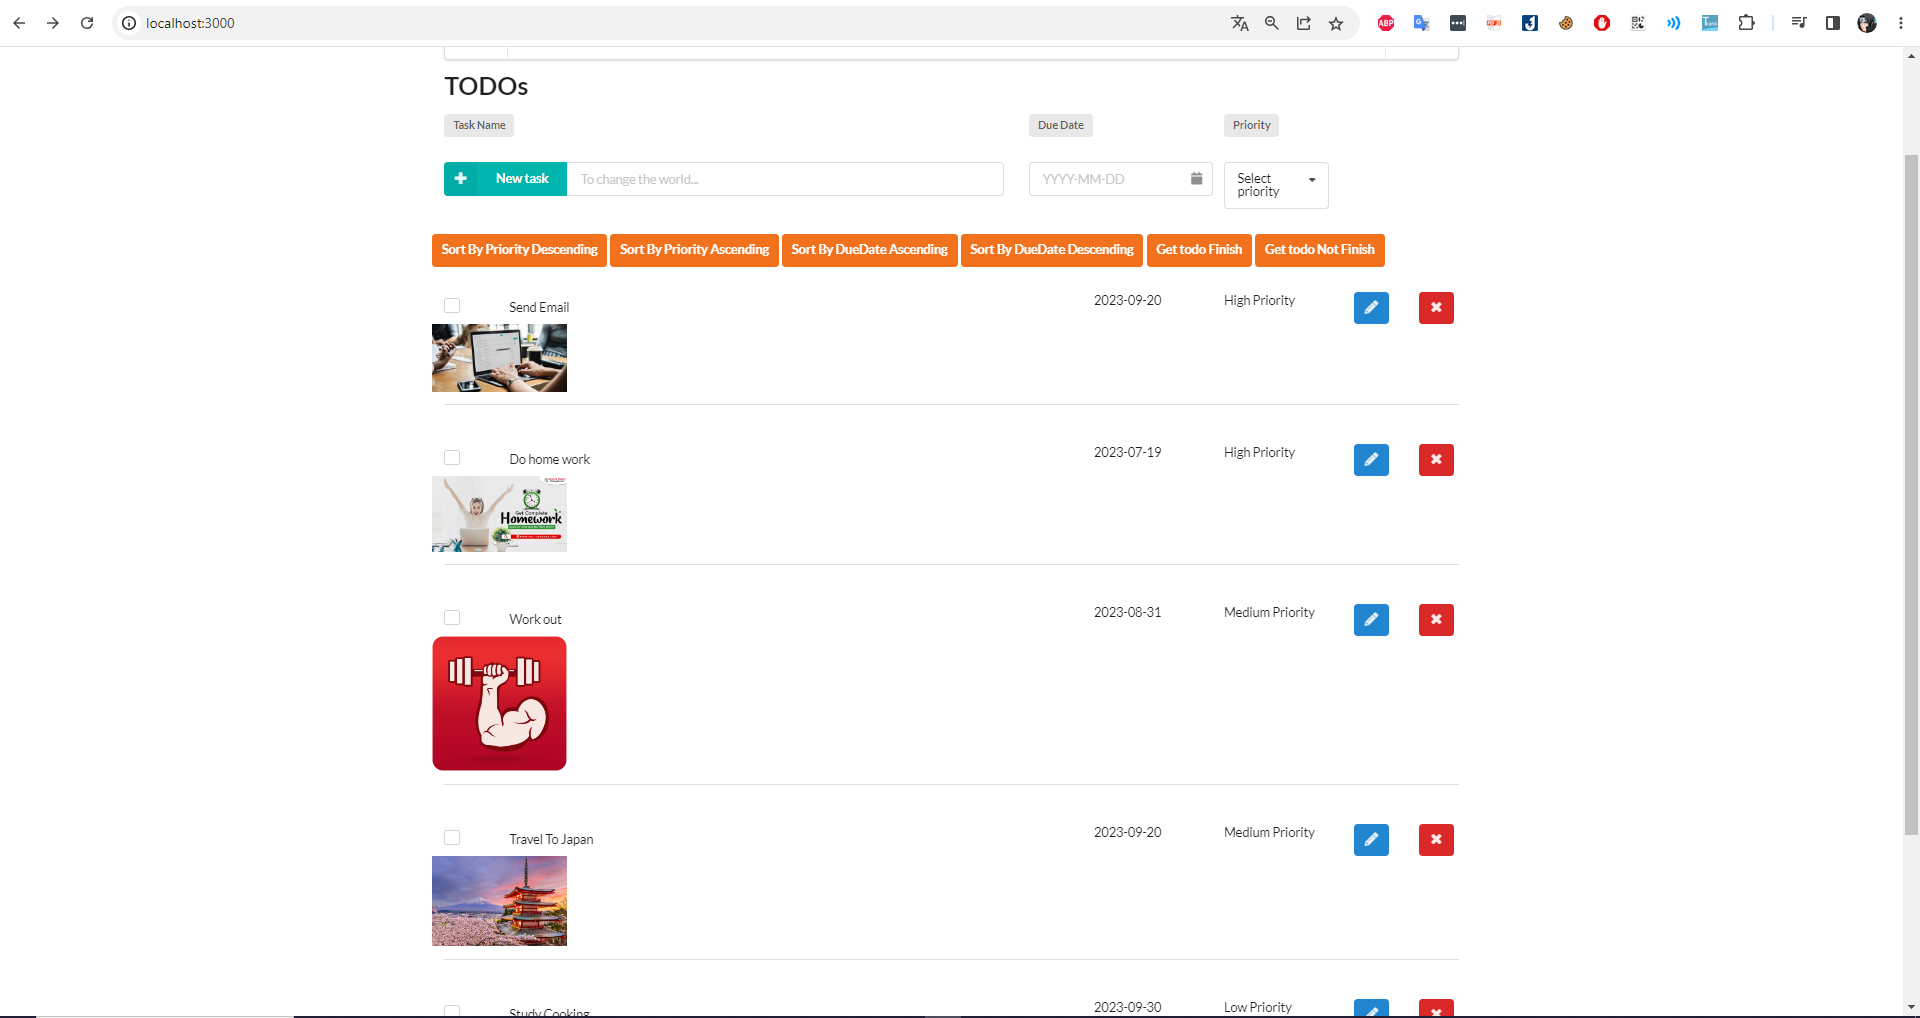 localhost:3000
ABP
TODOs
Task Name
Due Date
Priority
New task
To change the world...
YYYY-MM-DD
Select
priority
Sort By Priority Descending
Sort By Priority Ascending
Sort By DueDate Ascending
Sort By DueDate Descending
Get todo Finish
Get todo Not Finish
Send Email
2023-09-20
High Priority
Do home work
2023-07-19
High Priority
Get Complete
Homework
Work out
2023-08-31
Medium Priority
Travel To Japan
2023-09-20
Medium Priority
Study Cooking
2023-09-30
Low Priority